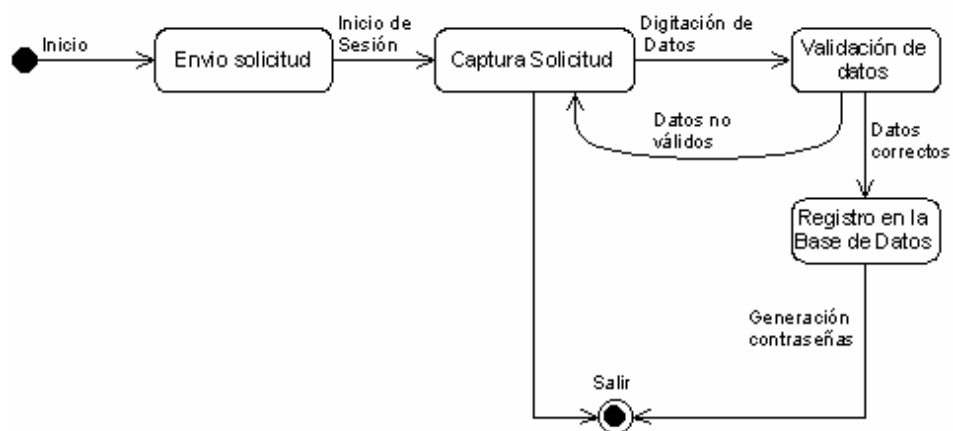 Inicio
Envio solicitud
Inicio de
Sesión
Captura Solicitud
Digitación de
Datos
Validación de
datos
Datos no
válidos
Datos
correctos
Registro en la
Base de Datos
Generación
contraseñas
Salir